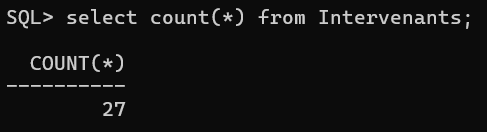 SQL> select count(*) from Intervenants;
COUNT(*)
----------
27